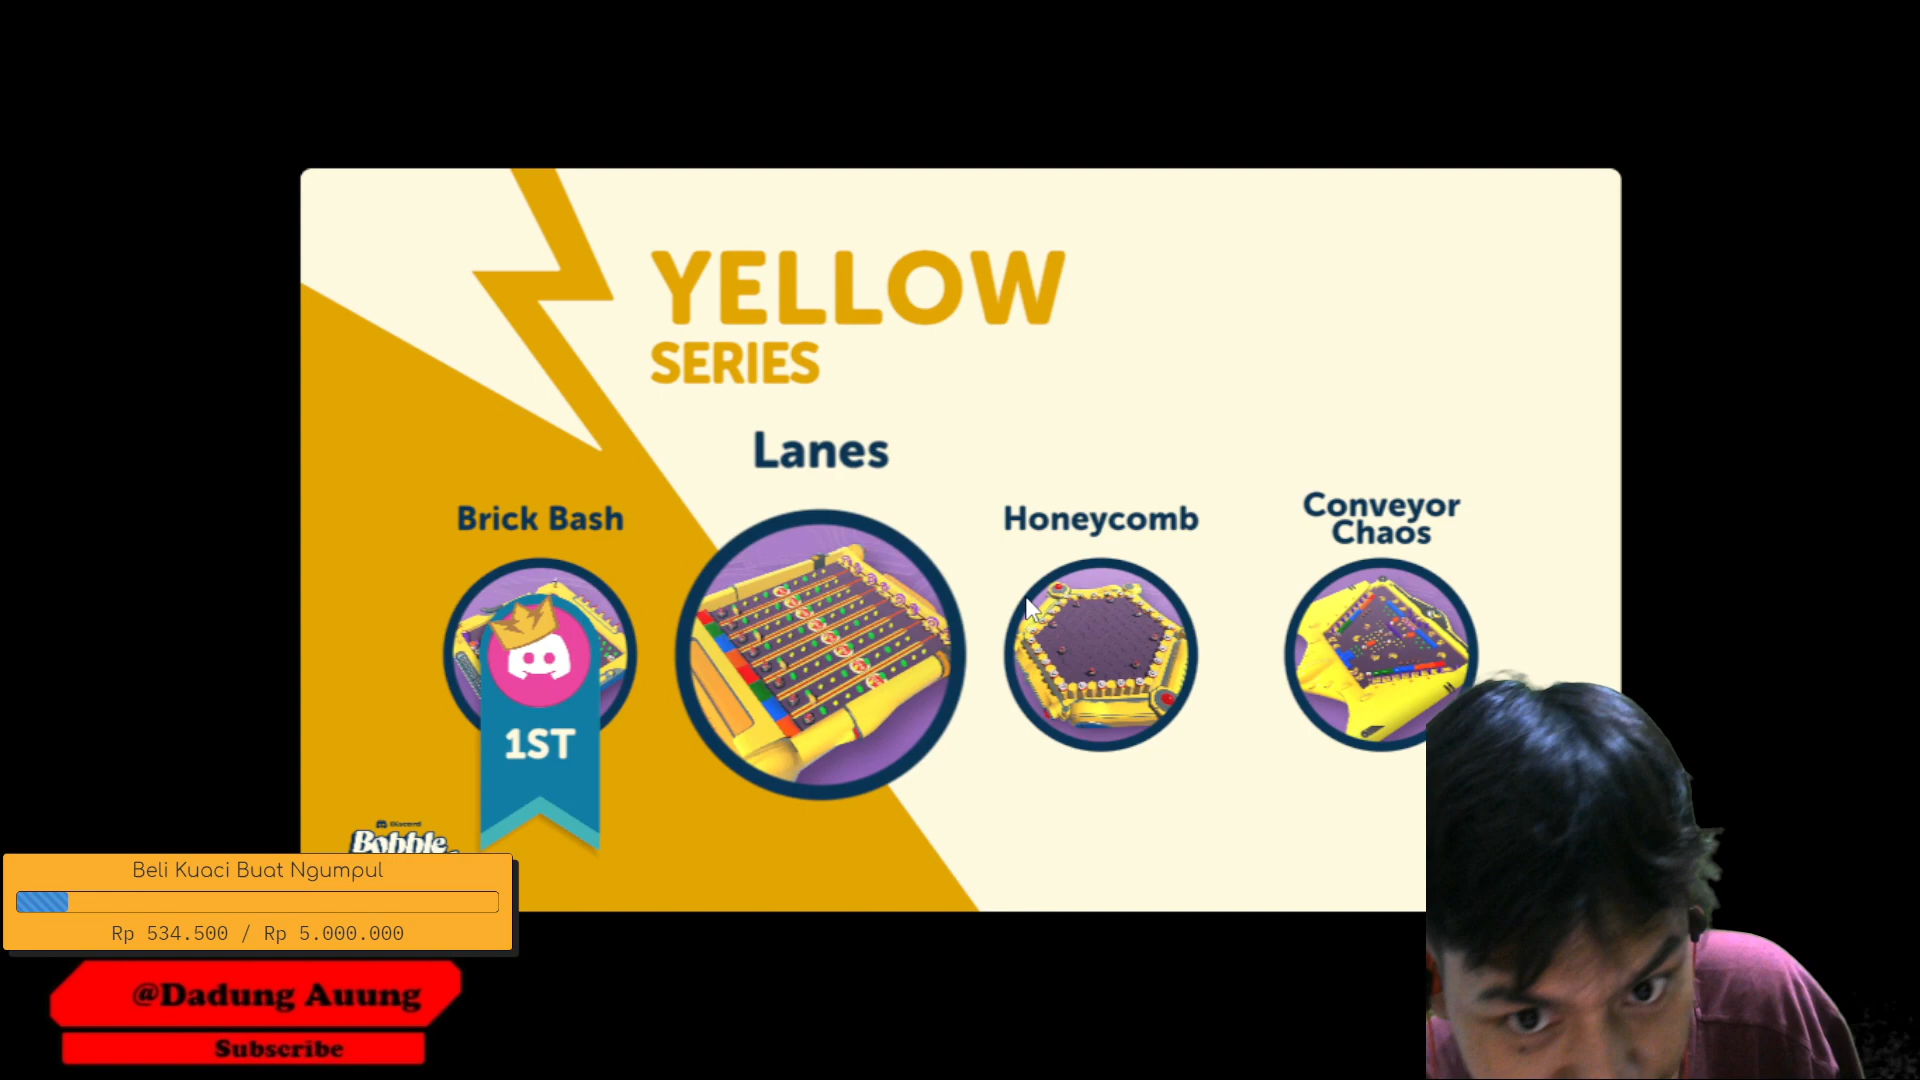 YELLOW
SERIES
Lanes
Brick Bash
Honeycomb
Conveyor
Chaos
1ST
Discord
Bobble
Beli Kuaci Buat Ngumpul
Rp 534.500 / Rp 5.000.000
@Dadung Auung
Subscribe